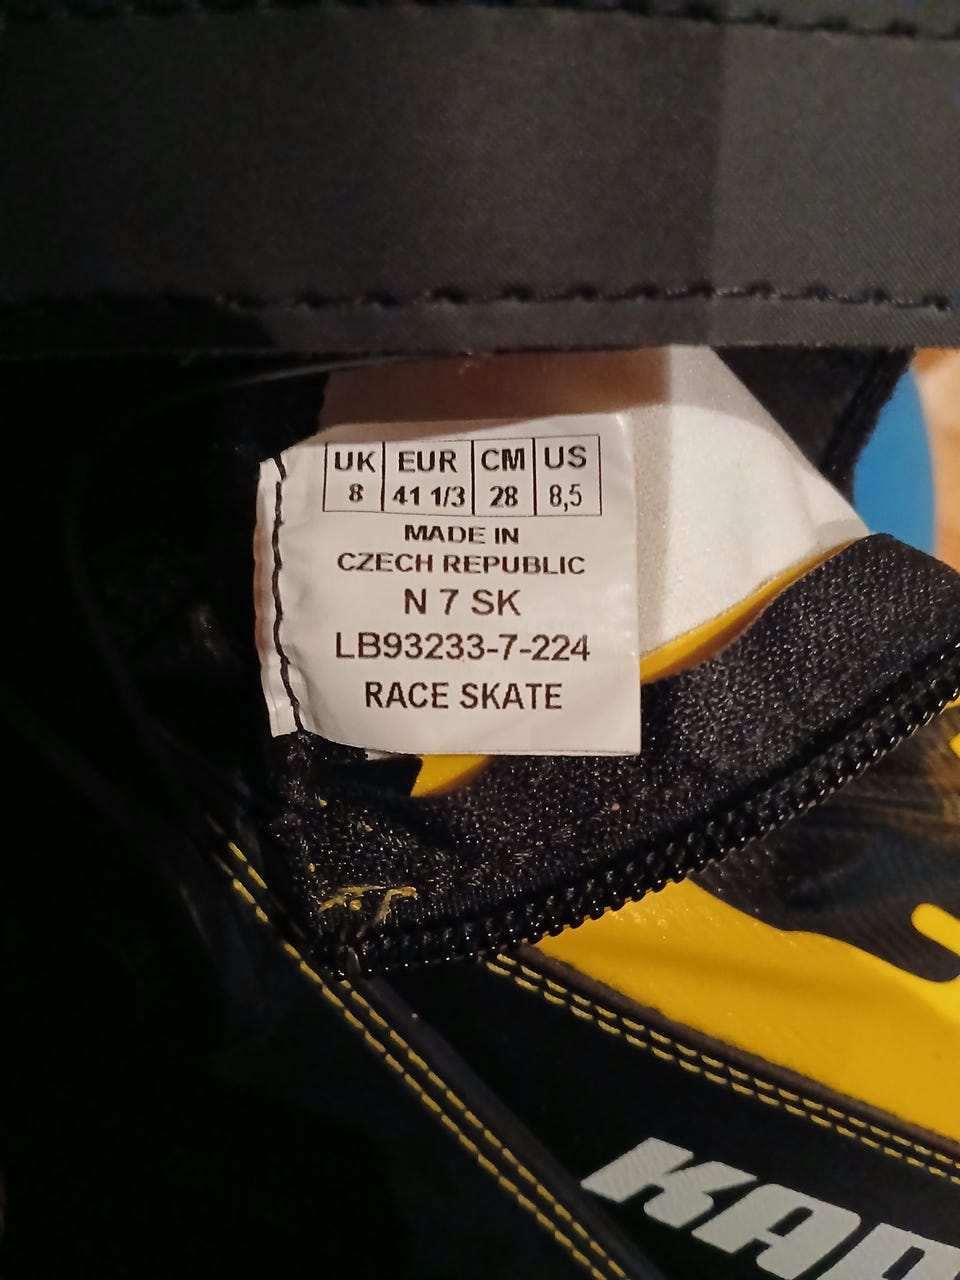 UK EUR CM US
8 41 1/3 28 8,5
MADE IN
CZECH REPUBLIC
N 7 SK
LB93233-7-224
RACE SKATE